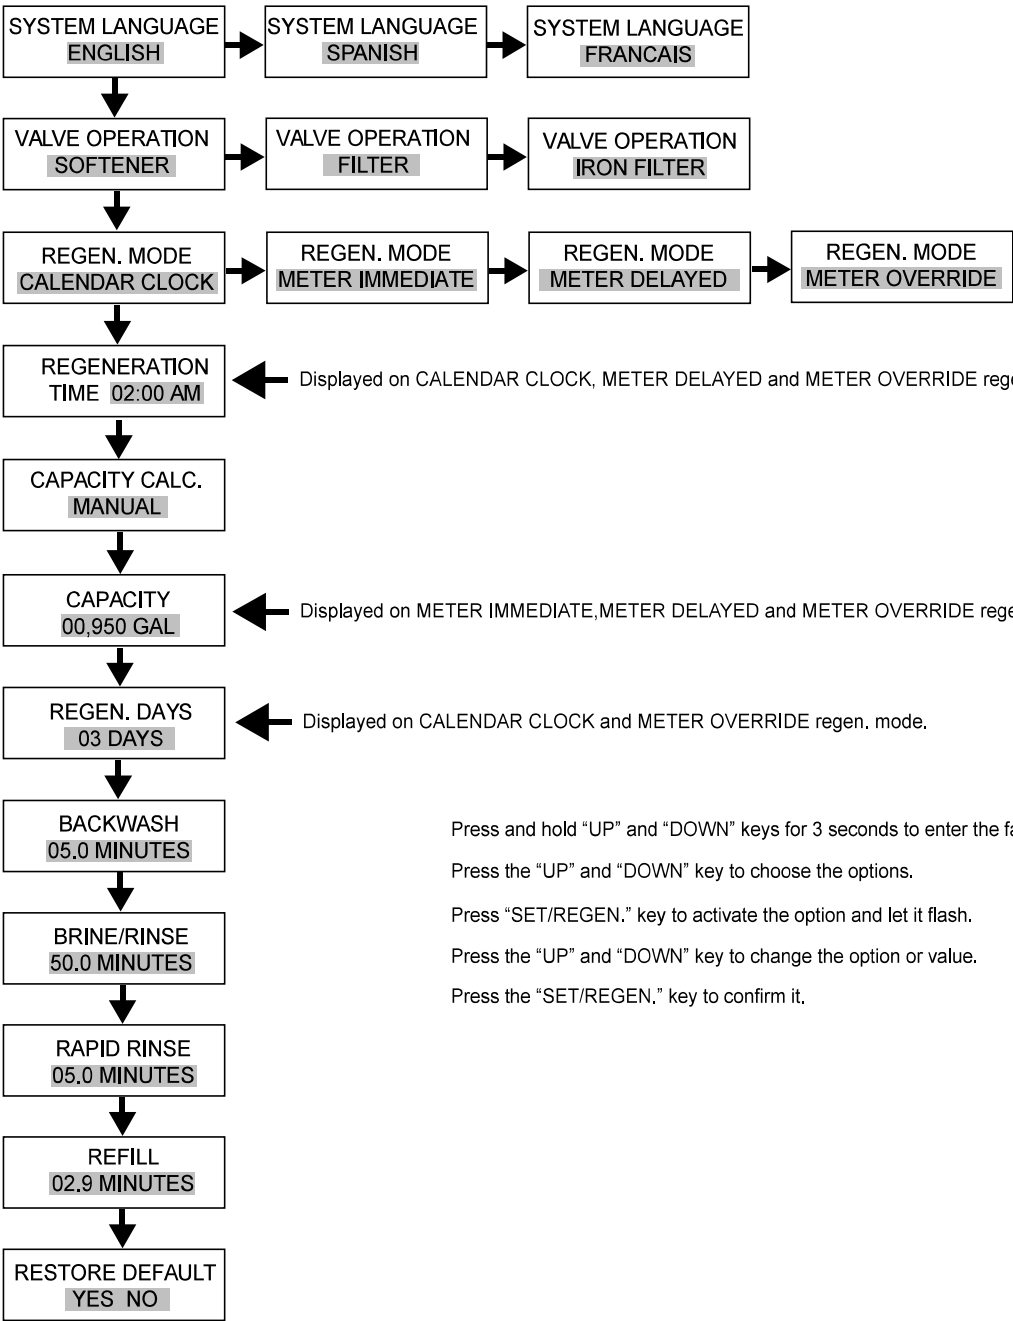 SYSTEM LANGUAGE
ENGLISH
SYSTEM LANGUAGE
SPANISH
SYSTEM LANGUAGE
FRANCAIS
VALVE OPERATION
SOFTENER
VALVE OPERATION
FILTER
VALVE OPERATION
IRON FILTER
REGEN. MODE
CALENDAR CLOCK
REGEN. MODE
METER IMMEDIATE
REGEN. MODE
METER DELAYED
REGEN. MODE
METER OVERRIDE
REGENERATION
TIME 02:00 AM
Displayed on CALENDAR CLOCK, METER DELAYED and METER OVERRIDE
CAPACITY CALC.
MANUAL
CAPACITY
00,950 GAL
Displayed on METER IMMEDIATE,METER DELAYED and METER OVERRIDE
REGEN. DAYS
03 DAYS
Displayed on CALENDAR CLOCK and METER OVERRIDE regen. mode.
BACKWASH
05.0 MINUTES
Press and hold “UP” and “DOWN” keys for 3 seconds to enter the
Press the “UP” and “DOWN” key to choose the options.
Press “SET/REGEN.” key to activate the option and let it flash.
BRINE/RINSE
50.0 MINUTES
Press the “UP” and “DOWN” key to change the option or value.
Press the “SET/REGEN.” key to confirm it.
RAPID RINSE
05.0 MINUTES
REFILL
02.9 MINUTES
RESTORE DEFAULT
YES NO